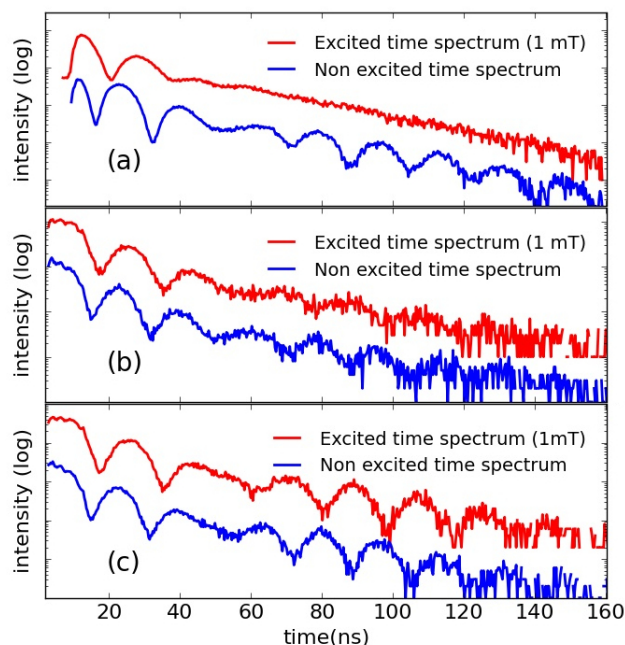 intensity (log)
Excited time spectrum (1 mT)
Non excited time spectrum
(a)
intensity (log)
Excited time spectrum (1 mT)
Non excited time spectrum
(b)
intensity (log)
Excited time spectrum (1mT)
Non excited time spectrum
(c)
20 40 60 80 100 120 140 160
time(ns)